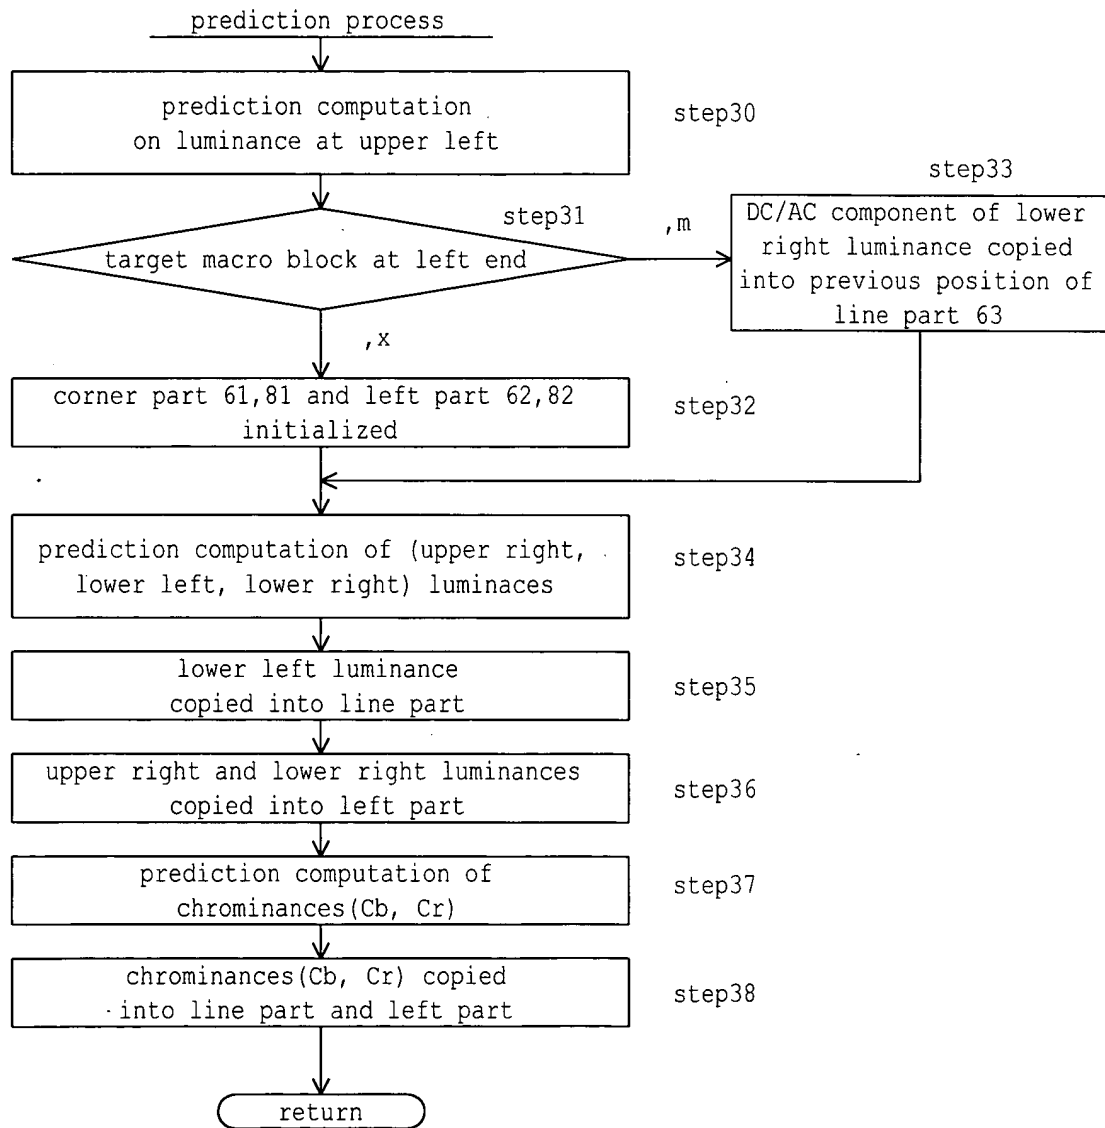 prediction process
prediction computation
on luminance at upper left
step30
step33
step31
target macro block at left end
,m
DC/AC component of lower
right luminance copied
into previous position of
line part 63
,x
corner part 61,81 and left part 62,82
initialized
step32
prediction computation of (upper right,
lower left, lower right) luminaces
step34
lower left luminance
copied into line part
step35
upper right and lower right luminances
copied into left part
step36
prediction computation of
chrominances(Cb, Cr)
step37
chrominances(Cb, Cr) copied
into line part and left part
step38
return